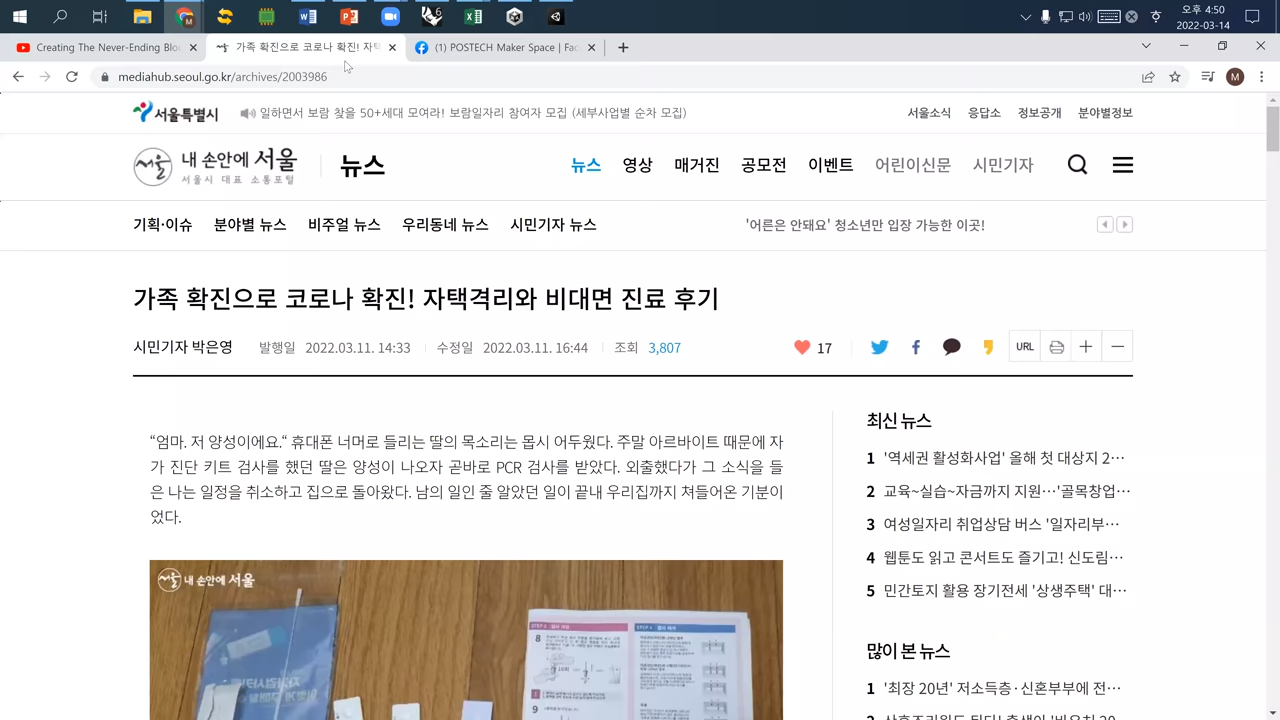 오후 4:50
2022-03-14
Creating The Never-Ending Blo
가족 확진으로 코로나 확진! 자택
(1) POSTECH Maker Space | Fac
mediahub.seoul.go.kr/archives/2003986
M
서울특별시
일하면서 보람 찾을 50+세대 모여라! 보람일자리 참여자 모집 (세부사업별 순차 모집)
서울소식 응답소 정보공개 분야별정보
서울 내 손안에 서울
서울시 대표 소통포털
뉴스
뉴스 영상 매거진 공모전 이벤트 어린이신문 시민기자
기획·이슈 분야별 뉴스 비주얼 뉴스 우리동네 뉴스 시민기자 뉴스
'어른은 안돼요' 청소년만 입장 가능한 이곳!
가족 확진으로 코로나 확진! 자택격리와 비대면 진료 후기
시민기자 박은영 발행일 2022.03.11. 14:33 수정일 2022.03.11. 16:44 조회 3,807
17
URL
“엄마. 저 양성이에요.“ 휴대폰 너머로 들리는 딸의 목소리는 몹시 어두웠다. 주말 아르바이트 때문에 자
가 진단 키트 검사를 했던 딸은 양성이 나오자 곧바로 PCR 검사를 받았다. 외출했다가 그 소식을 들
은 나는 일정을 취소하고 집으로 돌아왔다. 남의 일인 줄 알았던 일이 끝내 우리집까지 쳐들어온 기분이
었다.
서울 내 손안에 서울
8
9
최신 뉴스
1 '역세권 활성화사업' 올해 첫 대상지 2…
2 교육~실습~자금까지 지원…'골목창업…
3 여성일자리 취업상담 버스 '일자리부…
4 웹툰도 읽고 콘서트도 즐기고! 신도림…
5 민간토지 활용 장기전세 '상생주택' 대…
많이 본 뉴스
1 '최장 20년' 저소득층·신혼부부에 전…